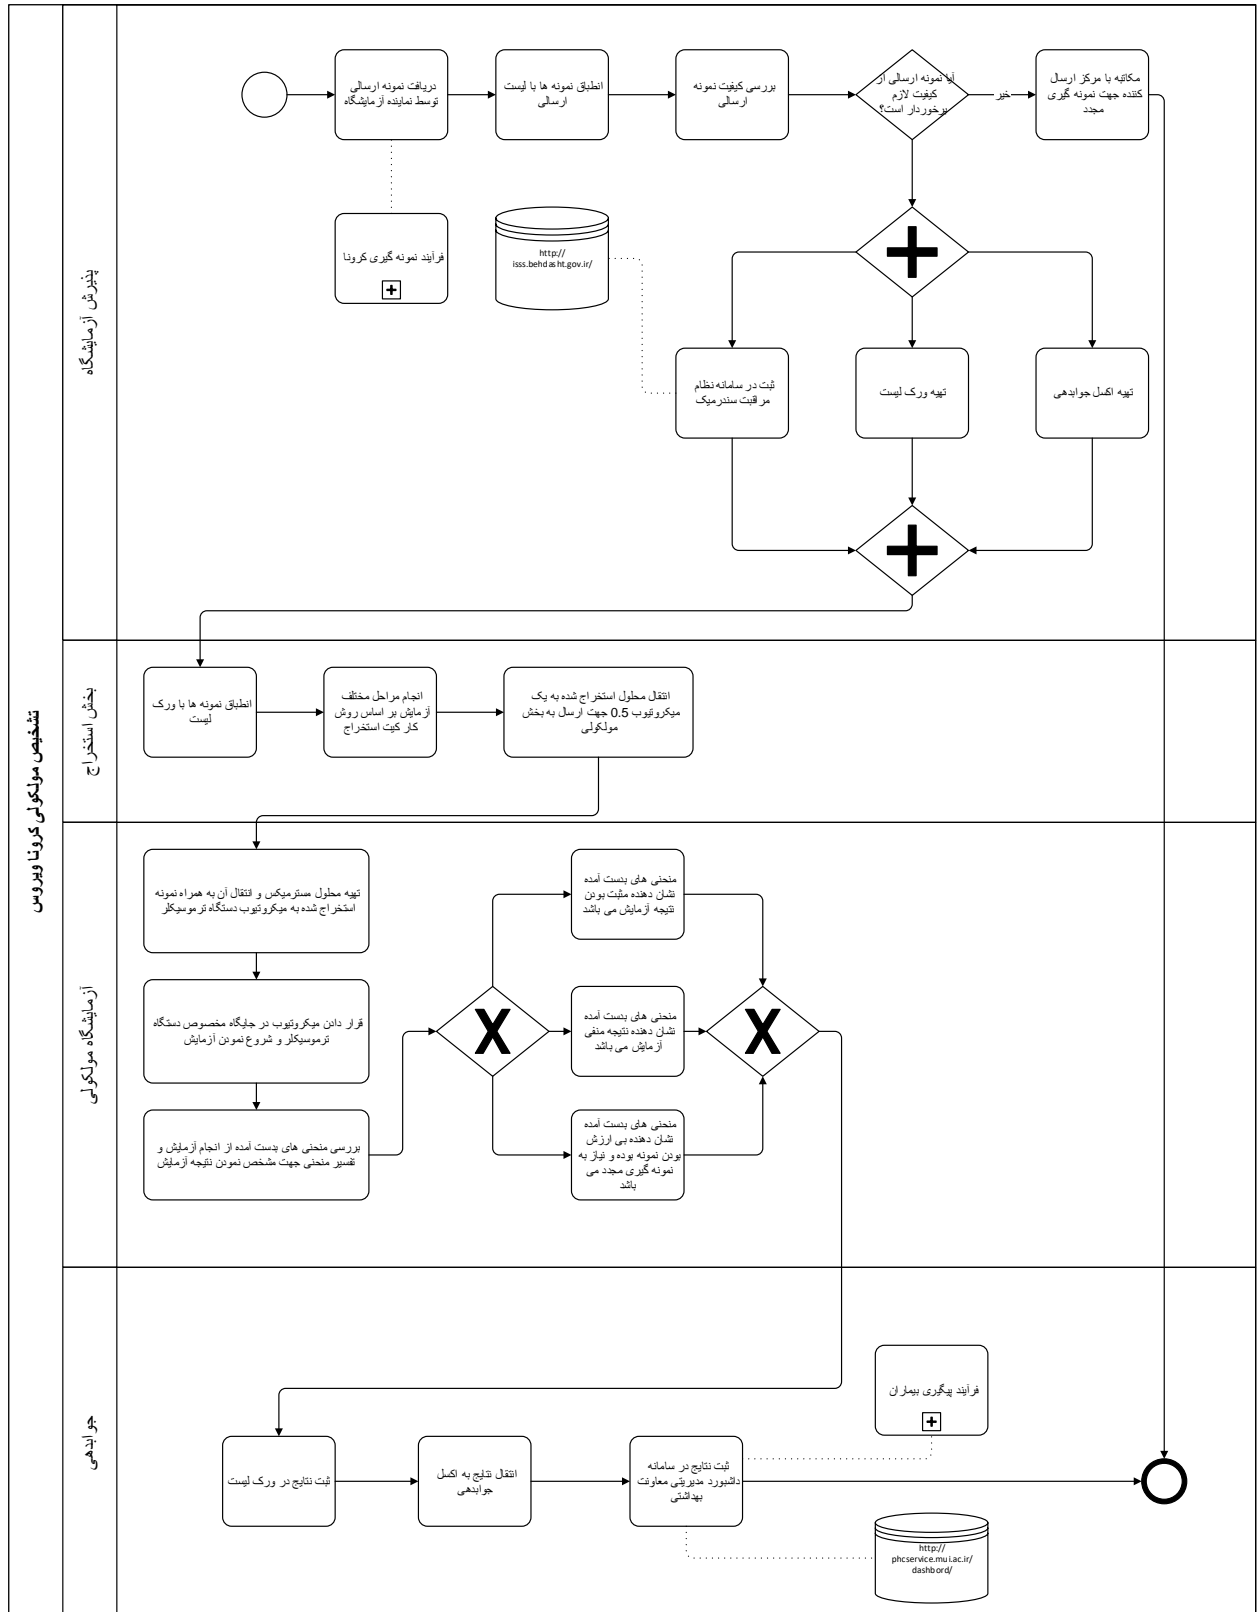 تشخیص مولکولی کرونا ویروس
پذیرش آزمایشگاه
دریافت نمونه ارسالی
توسط نماینده آزمایشگاه
انطباق نمونه ها با لیست
ارسالی
بررسی کیفیت نمونه
ارسالی
آیا نمونه ارسالی از
کیفیت لازم
برخوردار است؟
خیر
مکاتبه با مرکز ارسال
کننده جهت نمونه گیری
مجدد
فرآیند نمونه گیری کرونا
http://
isss.behdasht.gov.ir/
ثبت در سامانه نظام
مراقبت سندرمیک
تهیه ورک لیست
تهیه اکسل جوابدهی
بخش استخراج
انطباق نمونه ها با ورک
لیست
انجام مراحل مختلف
آزمایش بر اساس روش
کار کیت استخراج
انتقال محلول استخراج شده به یک
میکروتیوب 0.5 جهت ارسال به بخش
مولکولی
آزمایشگاه مولکولی
تهیه محلول مسترمیکس و انتقال آن به همراه نمونه
استخراج شده به میکروتیوب دستگاه ترموسیکلر
قرار دادن میکروتیوب در جایگاه مخصوص دستگاه
ترموسیکلر و شروع نمودن آزمایش
بررسی منحنی های بدست آمده از انجام آزمایش و
تفسیر منحنی جهت مشخص نمودن نتیجه آزمایش
منحنی های بدست آمده
نشان دهنده مثبت بودن
نتیجه آزمایش می باشد
منحنی های بدست آمده
نشان دهنده نتیجه منفی
آزمایش می باشد
منحنی های بدست آمده
نشان دهنده بی ارزش
بودن نمونه بوده و نیاز به
نمونه گیری مجدد می
باشد
جوابدهی
ثبت نتایج در ورک لیست
انتقال نتایج به اکسل
جوابدهی
ثبت نتایج در سامانه
داشبورد مدیریتی معاونت
بهداشتی
فرآیند پیگیری بیماران
http://
phcservice.mui.ac.ir/
dashbord/